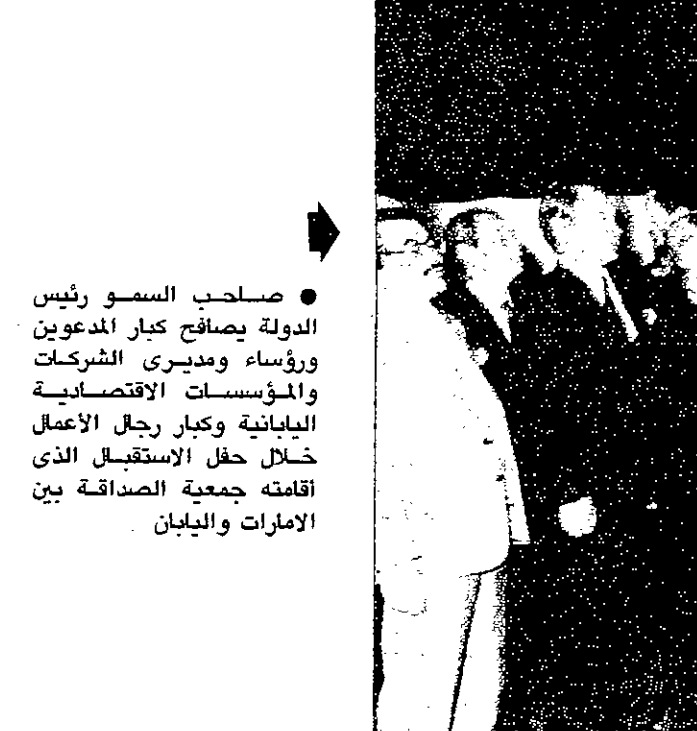 ● صاحب السمو رئيس
الدولة يصافح كبار المدعوين
ورؤساء ومديرى الشركات
والمؤسسات الاقتصادية
اليابانية وكبار رجال الأعمال
خلال حفل الاستقبال الذى
أقامته جمعية الصداقة بين
الامارات واليابان